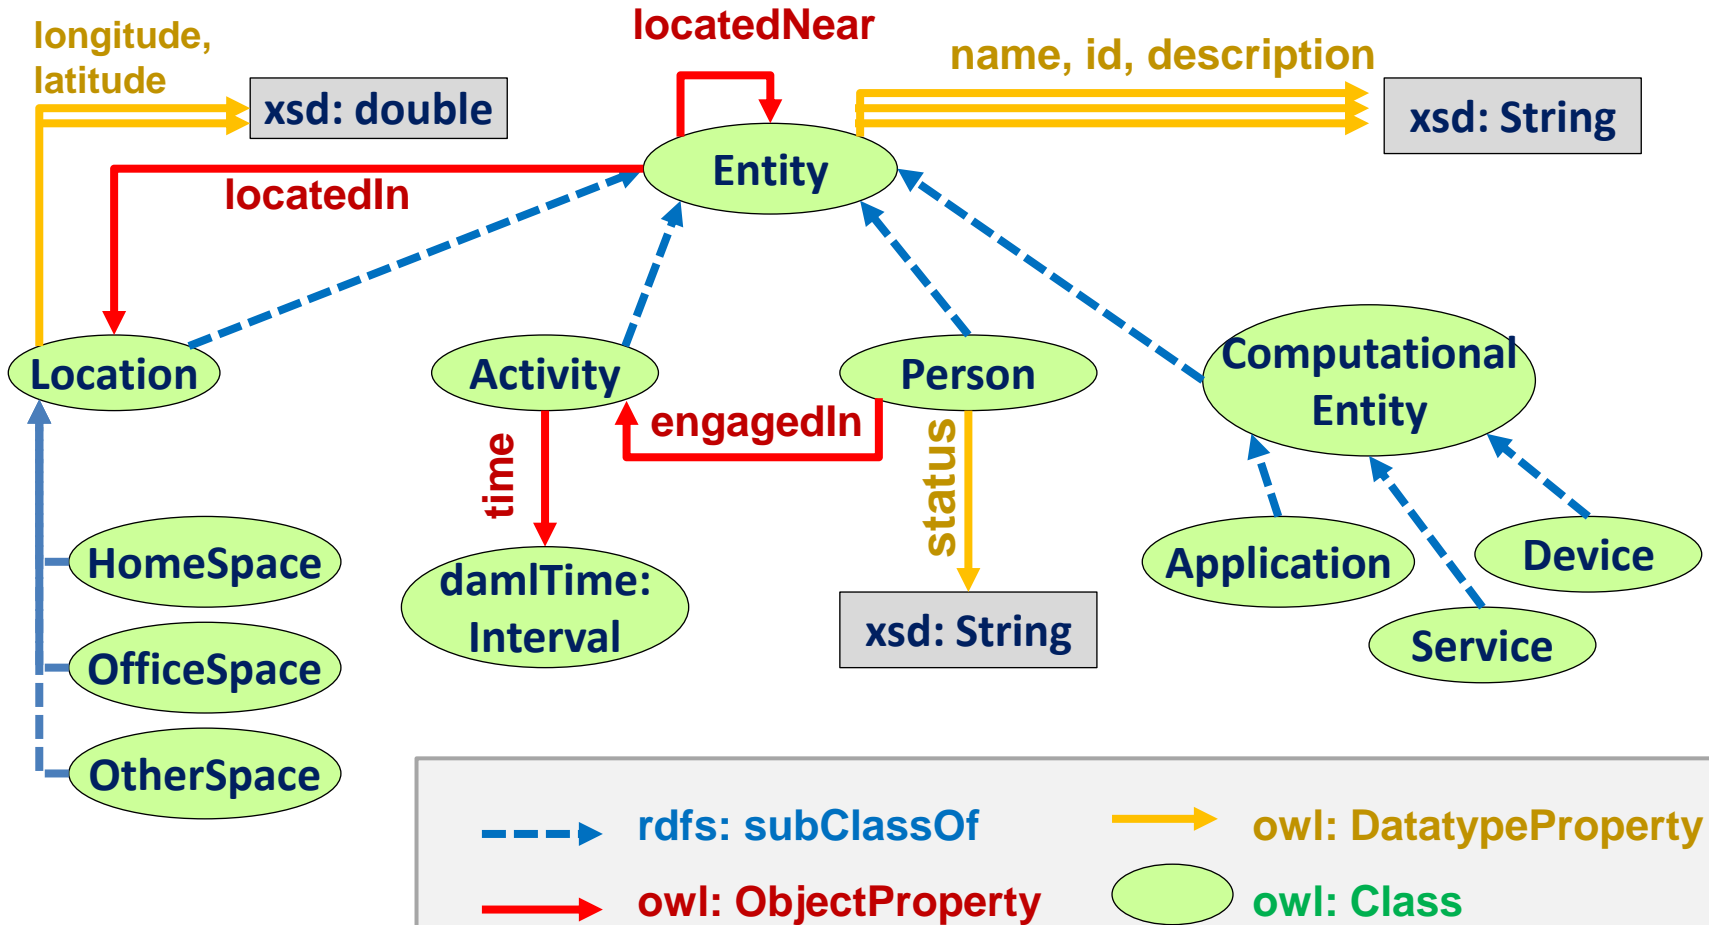 locatedNear
longitude,
latitude
name, id, description
xsd: double
xsd: String
Entity
locatedIn
Location
Activity
Person
Computational
Entity
engagedIn
time
status
HomeSpace
damlTime:
Interval
xsd: String
Application
Device
Service
OfficeSpace
OtherSpace
rdfs: subClassOf
owl: DatatypeProperty
owl: ObjectProperty
owl: Class